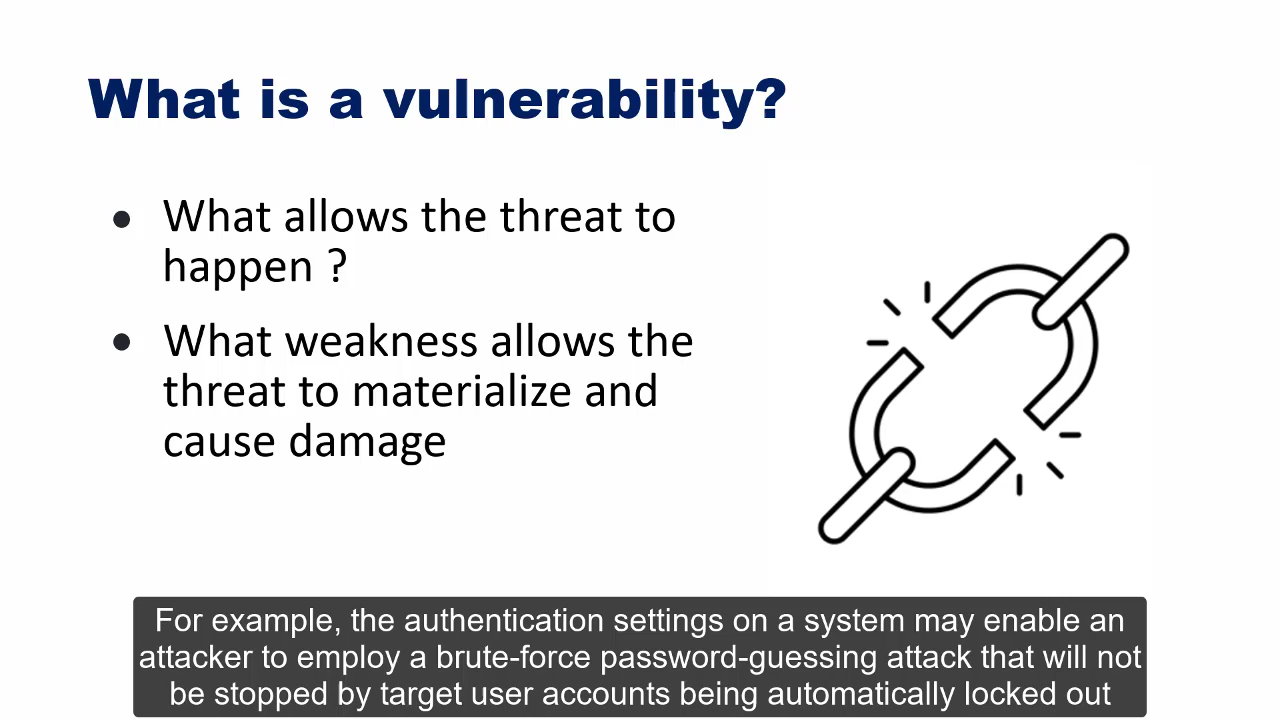 What is a vulnerability?
• What allows the threat to
happen ?
• What weakness allows the
threat to materialize and
cause damage
For example, the authentication settings on a system may enable an
attacker to employ a brute-force password-guessing attack that will not
be stopped by target user accounts being automatically locked out